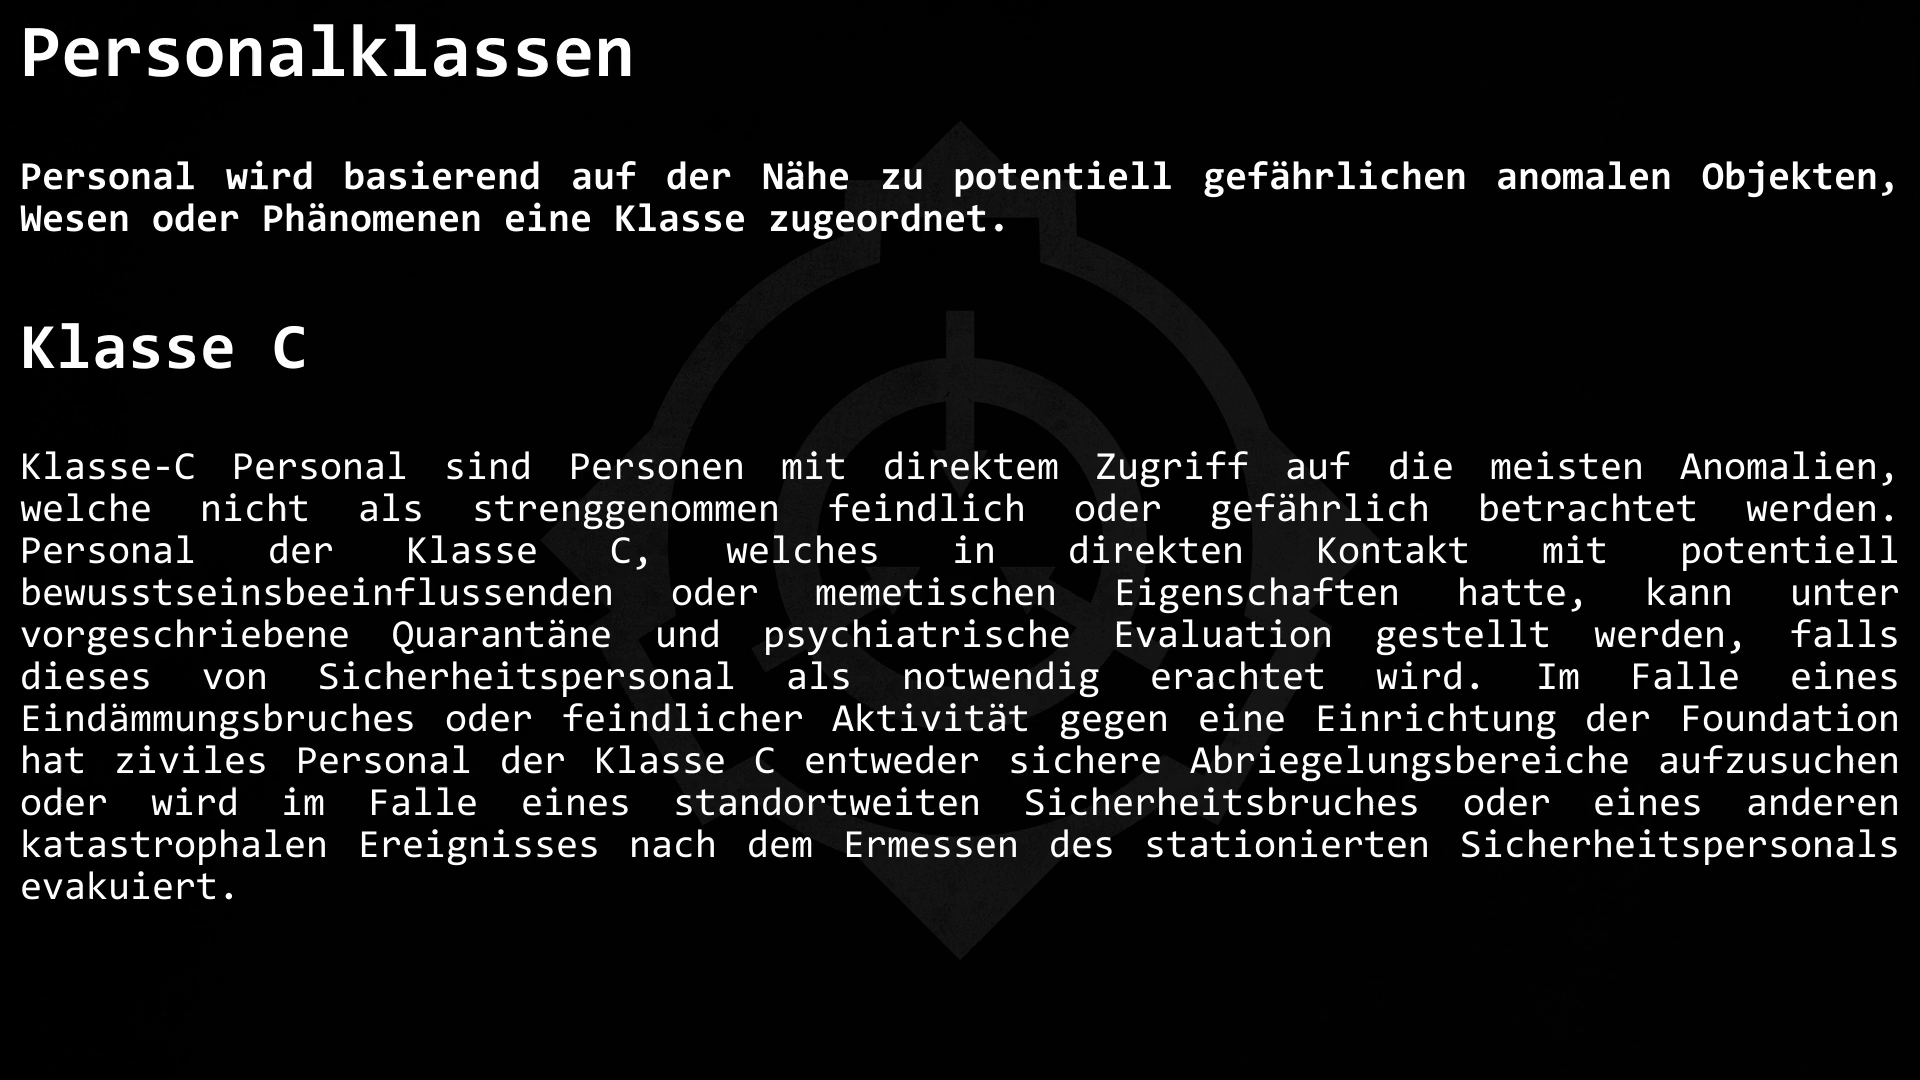 Personalklassen
Personal wird basierend auf der Nähe zu potentiell gefährlichen anomalen Objekten,
Wesen oder Phänomenen eine Klasse zugeordnet.
Klasse C
Klasse-C Personal sind Personen mit direktem Zugriff auf die meisten Anomalien,
welche nicht als strenggenommen feindlich oder gefährlich betrachtet werden.
Personal der Klasse C, welches in direkten Kontakt mit potentiell
bewusstseinsbeeinflussenden oder memetischen Eigenschaften hatte, kann unter
vorgeschriebene Quarantäne und psychiatrische Evaluation gestellt werden, falls
dieses von Sicherheitspersonal als notwendig erachtet wird. Im Falle eines
Eindämmungsbruches oder feindlicher Aktivität gegen eine Einrichtung der Foundation
hat ziviles Personal der Klasse C entweder sichere Abriegelungsbereiche aufzusuchen
oder wird im Falle eines standortweiten Sicherheitsbruches oder eines anderen
katastrophalen Ereignisses nach dem Ermessen des stationierten Sicherheitspersonals
evakuiert.